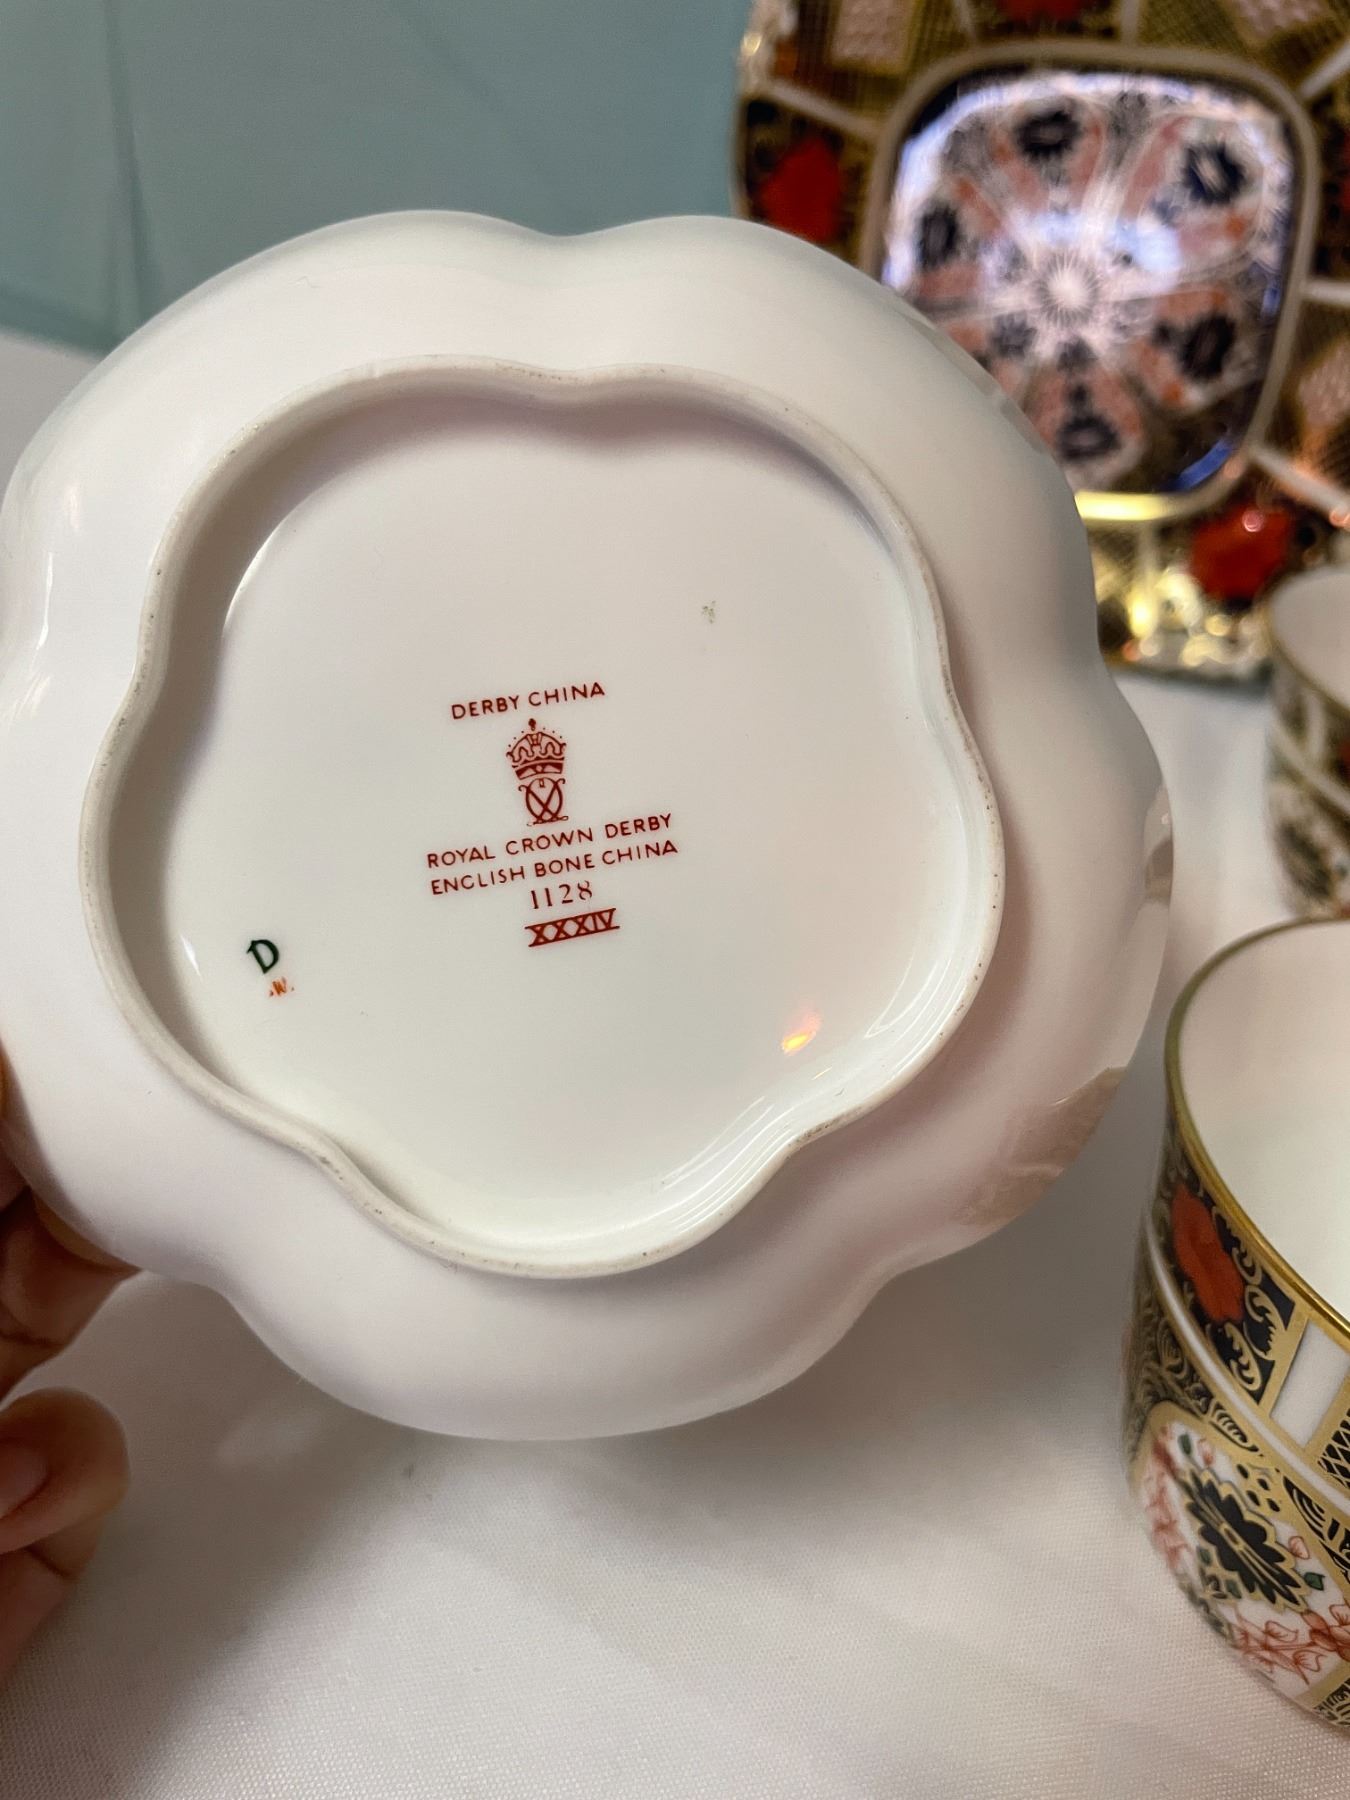 DERBY CHINA
ROYAL CROWN DERBY
ENGLISH BONE CHINA
1128
XXXIV
D
.W.